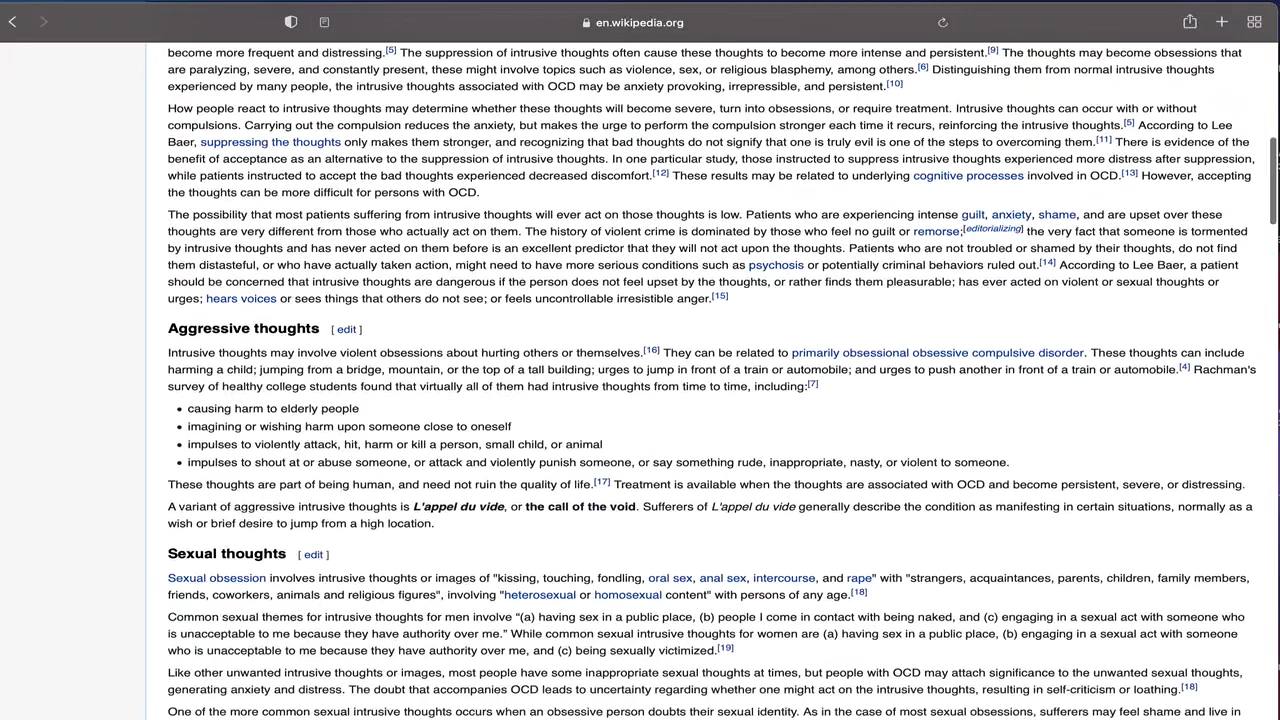 en.wikipedia.org
become more frequent and distressing.[5] The suppression of intrusive thoughts often cause these thoughts to become more intense and persistent.[9] The thoughts may become obsessions that
are paralyzing, severe, and constantly present, these might involve topics such as violence, sex, or religious blasphemy, among others.[6] Distinguishing them from normal intrusive thoughts
experienced by many people, the intrusive thoughts associated with OCD may be anxiety provoking, irrepressible, and persistent.[10]
How people react to intrusive thoughts may determine whether these thoughts will become severe, turn into obsessions, or require treatment. Intrusive thoughts can occur with or without
compulsions. Carrying out the compulsion reduces the anxiety, but makes the urge to perform the compulsion stronger each time it recurs, reinforcing the intrusive thoughts.[5] According to Lee
Baer, suppressing the thoughts only makes them stronger, and recognizing that bad thoughts do not signify that one is truly evil is one of the steps to overcoming them.[11] There is evidence of the
benefit of acceptance as an alternative to the suppression of intrusive thoughts. In one particular study, those instructed to suppress intrusive thoughts experienced more distress after suppression,
while patients instructed to accept the bad thoughts experienced decreased discomfort.[12] These results may be related to underlying cognitive processes involved in OCD.[13] However, accepting
the thoughts can be more difficult for persons with OCD.
The possibility that most patients suffering from intrusive thoughts will ever act on those thoughts is low. Patients who are experiencing intense guilt, anxiety, shame, and are upset over these
thoughts are very different from those who actually act on them. The history of violent crime is dominated by those who feel no guilt or remorse;[editorializing] the very fact that someone is tormented
by intrusive thoughts and has never acted on them before is an excellent predictor that they will not act upon the thoughts. Patients who are not troubled or shamed by their thoughts, do not find
them distasteful, or who have actually taken action, might need to have more serious conditions such as psychosis or potentially criminal behaviors ruled out.[14] According to Lee Baer, a patient
should be concerned that intrusive thoughts are dangerous if the person does not feel upset by the thoughts, or rather finds them pleasurable; has ever acted on violent or sexual thoughts or
urges; hears voices or sees things that others do not see; or feels uncontrollable irresistible anger.[15]
Aggressive thoughts [ edit ]
Intrusive thoughts may involve violent obsessions about hurting others or themselves.[16] They can be related to primarily obsessional obsessive compulsive disorder. These thoughts can include
harming a child; jumping from a bridge, mountain, or the top of a tall building; urges to jump in front of a train or automobile; and urges to push another in front of a train or automobile.[4] Rachman's
survey of healthy college students found that virtually all of them had intrusive thoughts from time to time, including:[7]
• causing harm to elderly people
• imagining or wishing harm upon someone close to oneself
• impulses to violently attack, hit, harm or kill a person, small child, or animal
• impulses to shout at or abuse someone, or attack and violently punish someone, or say something rude, inappropriate, nasty, or violent to someone.
These thoughts are part of being human, and need not ruin the quality of life.[17] Treatment is available when the thoughts are associated with OCD and become persistent, severe, or distressing.
A variant of aggressive intrusive thoughts is L'appel du vide, or the call of the void. Sufferers of L'appel du vide generally describe the condition as manifesting in certain situations, normally as a
wish or brief desire to jump from a high location.
Sexual thoughts [ edit ]
Sexual obsession involves intrusive thoughts or images of "kissing, touching, fondling, oral sex, anal sex, intercourse, and rape" with "strangers, acquaintances, parents, children, family members,
friends, coworkers, animals and religious figures", involving "heterosexual or homosexual content" with persons of any age.[18]
Common sexual themes for intrusive thoughts for men involve “(a) having sex in a public place, (b) people I come in contact with being naked, and (c) engaging in a sexual act with someone who
is unacceptable to me because they have authority over me.” While common sexual intrusive thoughts for women are (a) having sex in a public place, (b) engaging in a sexual act with someone
who is unacceptable to me because they have authority over me, and (c) being sexually victimized.[19]
Like other unwanted intrusive thoughts or images, most people have some inappropriate sexual thoughts at times, but people with OCD may attach significance to the unwanted sexual thoughts,
generating anxiety and distress. The doubt that accompanies OCD leads to uncertainty regarding whether one might act on the intrusive thoughts, resulting in self-criticism or loathing.[18]
One of the more common sexual intrusive thoughts occurs when an obsessive person doubts their sexual identity. As in the case of most sexual obsessions, sufferers may feel shame and live in